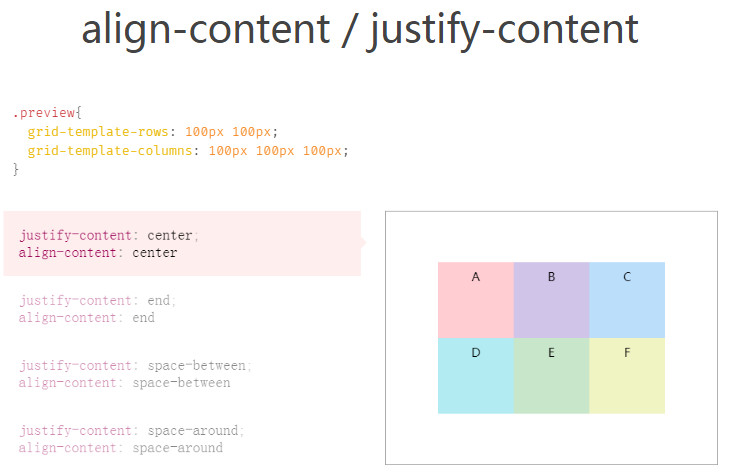 align-content / justify-content
.preview{
grid-template-rows: 100px 100px;
grid-template-columns: 100px 100px 100px;
}
justify-content: center;
align-content: center
justify-content: end;
align-content: end
justify-content: space-between;
align-content: space-between
justify-content: space-around;
align-content: space-around
A B C
D E F